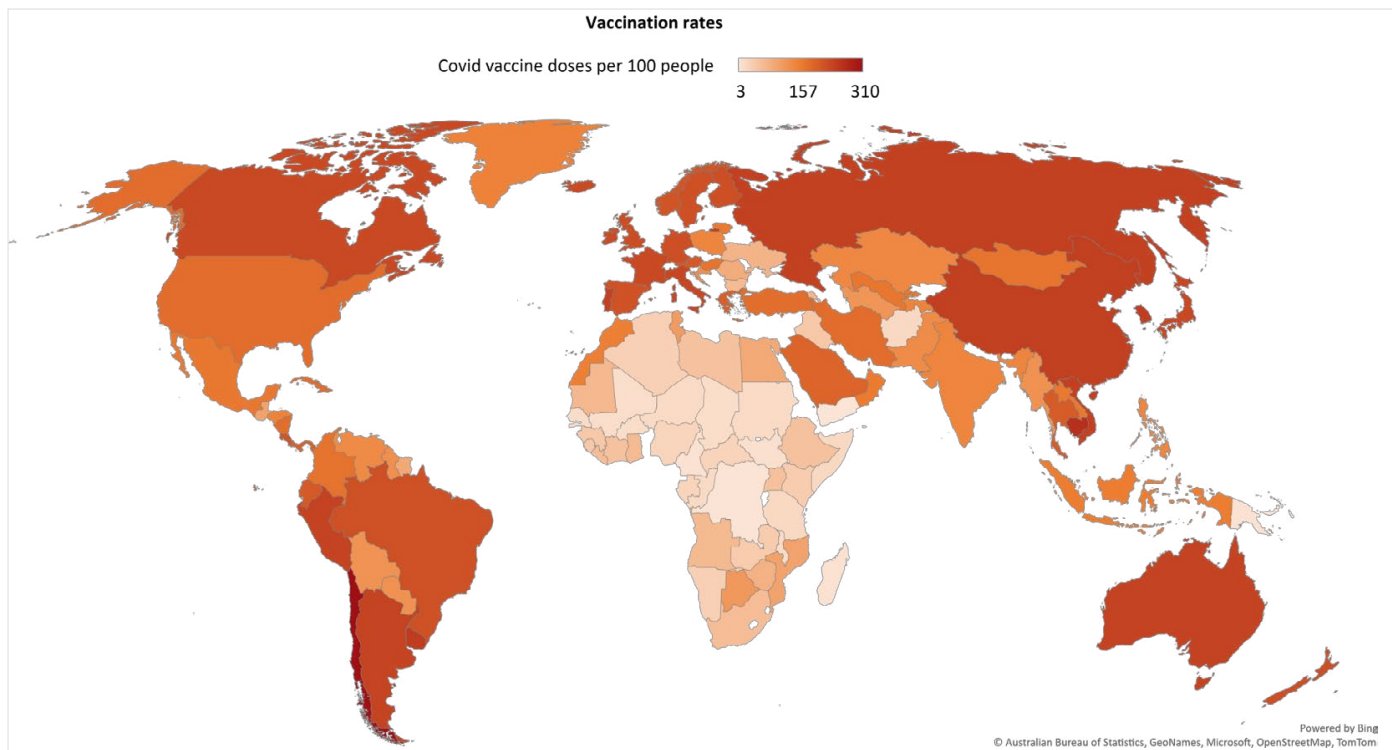 Vaccination rates
Covid vaccine doses per 100 people
3 157 310
Powered by Bing
© Australian Bureau of Statistics, GeoNames, Microsoft, OpenStreetMap, TomTom